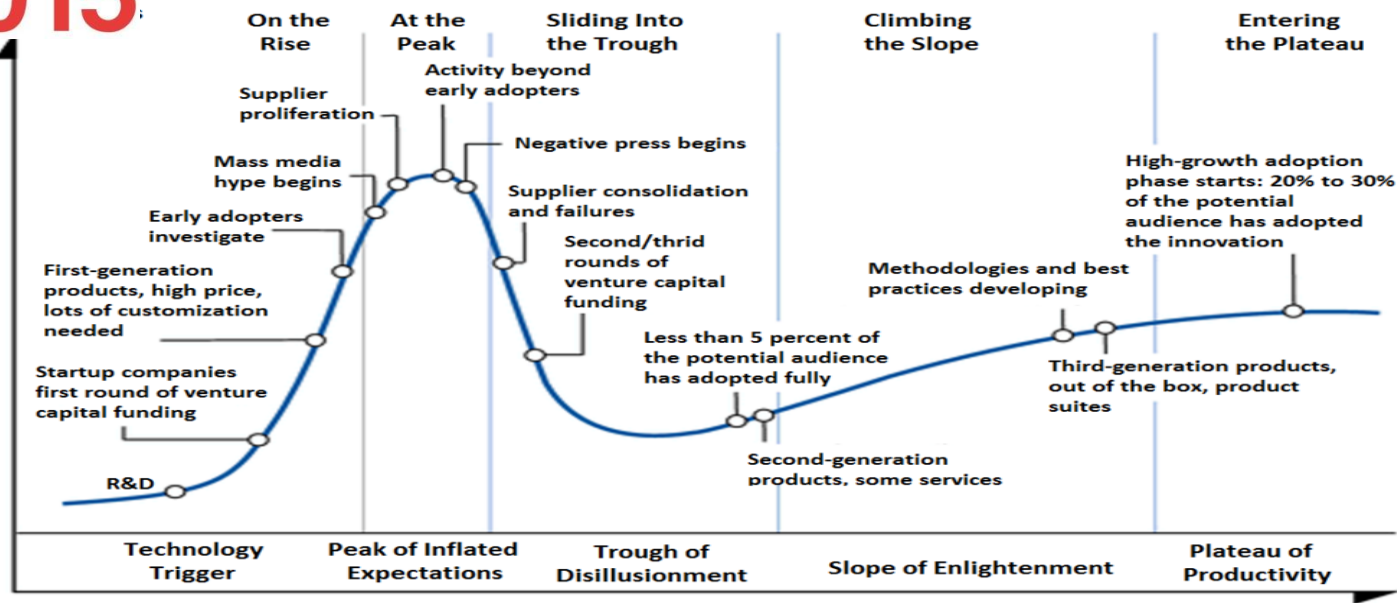 015
On the
Rise
At the
Peak
Sliding Into
the Trough
Climbing
the Slope
Entering
the Plateau
Activity beyond
early adopters
Supplier
proliferation
Negative press begins
Mass media
hype begins
High-growth adoption
phase starts: 20% to 30%
of the potential
audience has adopted
the innovation
Supplier consolidation
and failures
Early adopters
investigate
Second/thrid
rounds of
venture capital
funding
First-generation
products, high price,
lots of customization
needed
Methodologies and best
practices developing
Less than 5 percent of
the potential audience
has adopted fully
Startup companies
first round of venture
capital funding
Third-generation products,
out of the box, product
suites
Second-generation
products, some services
R&D
Technology
Trigger
Peak of Inflated
Expectations
Trough of
Disillusionment
Slope of Enlightenment
Plateau of
Productivity